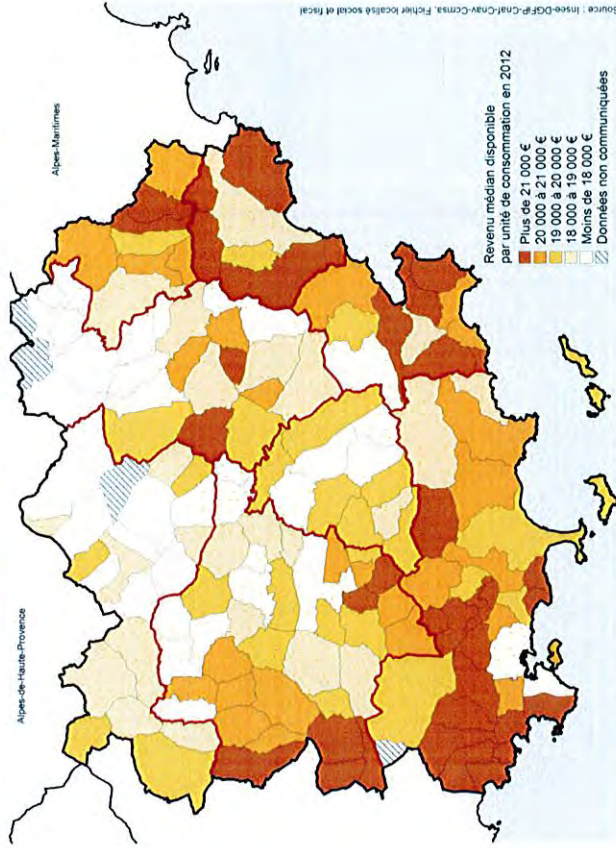 Alpes-de-Haute-Provence
Alpes-Maritimes
Revenu médian disponible
par unité de consommation en 2012
Plus de 21 000 €
20 000 à 21 000 €
19 000 à 20 000 €
18 000 à 19 000 €
Moins de 18 000 €
Données non communiquées
Source : Insee-DGFiP-Cnaf-Cnav-Ccmsa, Fichier localisé social et fiscal